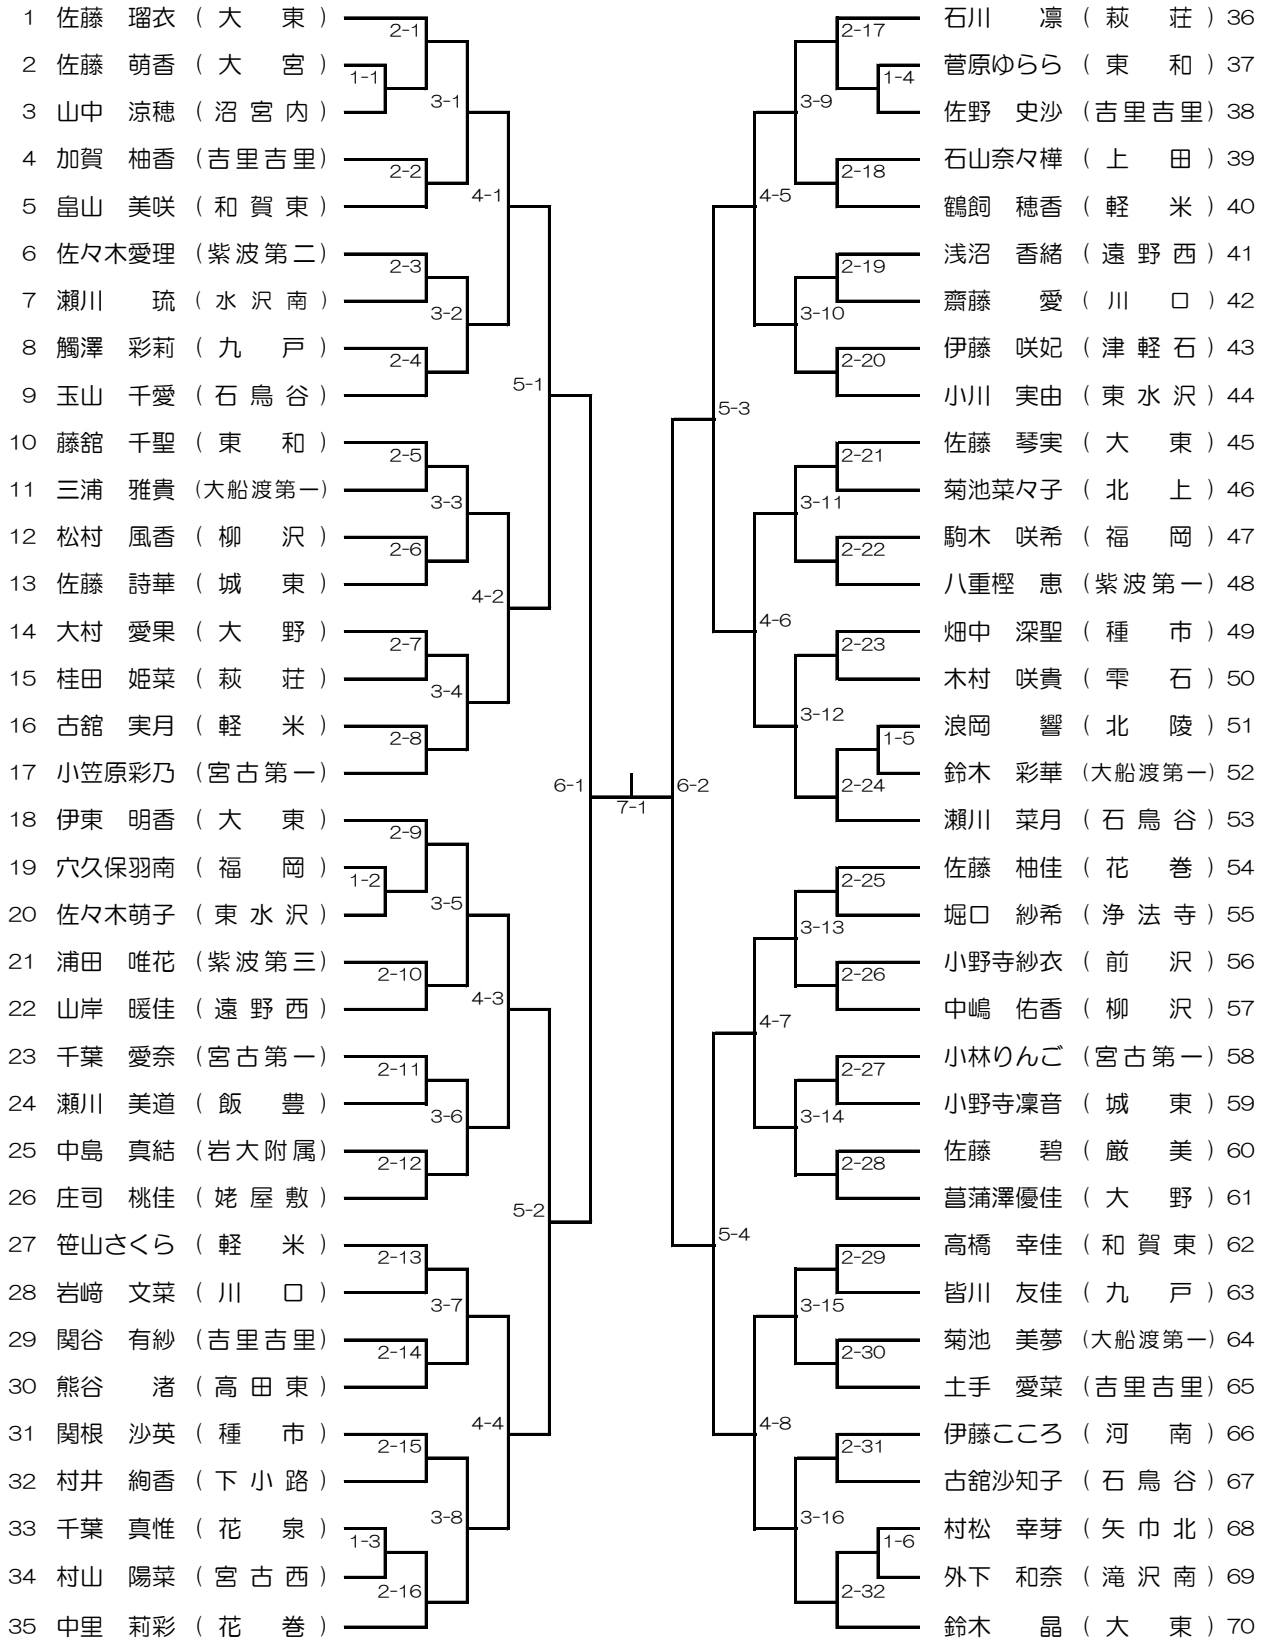 1 佐藤 瑠衣 ( 大 東 )
2 佐藤 萌香 ( 大 宮 )
3 山中 涼穂 ( 沼 宮 内 )
4 加賀 柚香 (吉里吉里)
5 畠山 美咲 ( 和 賀 東 )
6 佐々木愛理 (紫波第二)
7 瀬川 琉 ( 水 沢 南 )
8 觸澤 彩莉 ( 九 戸 )
9 玉山 千愛 ( 石 鳥 谷 )
10 藤舘 千聖 ( 東 和 )
11 三浦 雅貴 (大船渡第一)
12 松村 風香 ( 柳 沢 )
13 佐藤 詩華 ( 城 東 )
14 大村 愛果 ( 大 野 )
15 桂田 姫菜 ( 萩 荘 )
16 古舘 実月 ( 軽 米 )
17 小笠原彩乃 (宮古第一)
18 伊東 明香 ( 大 東 )
19 穴久保羽南 ( 福 岡 )
20 佐々木萌子 ( 東 水 沢 )
21 浦田 唯花 (紫波第三)
22 山岸 暖佳 ( 遠 野 西 )
23 千葉 愛奈 (宮古第一)
24 瀬川 美道 ( 飯 豊 )
25 中島 真結 (岩大附属)
26 庄司 桃佳 ( 姥 屋 敷 )
27 笹山さくら ( 軽 米 )
28 岩﨑 文菜 ( 川 口 )
29 関谷 有紗 (吉里吉里)
30 熊谷 渚 ( 高 田 東 )
31 関根 沙英 ( 種 市 )
32 村井 絢香 ( 下 小 路 )
33 千葉 真惟 ( 花 泉 )
34 村山 陽菜 ( 宮 古 西 )
35 中里 莉彩 ( 花 巻 )
1-1
1-2
1-3
2-1
2-2
2-3
2-4
2-5
2-6
2-7
2-8
2-9
2-10
2-11
2-12
2-13
2-14
2-15
2-16
3-1
3-2
3-3
3-4
3-5
3-6
3-7
3-8
4-1
4-2
4-3
4-4
5-1
5-2
6-1
7-1
6-2
5-3
5-4
4-5
4-6
4-7
4-8
3-9
3-10
3-11
3-12
3-13
3-14
3-15
3-16
2-17
2-18
2-19
2-20
2-21
2-22
2-23
2-24
2-25
2-26
2-27
2-28
2-29
2-30
2-31
2-32
1-4
1-5
1-6
石川 凛 ( 萩 荘 ) 36
菅原ゆらら ( 東 和 ) 37
佐野 史沙 (吉里吉里) 38
石山奈々樺 ( 上 田 ) 39
鶴飼 穂香 ( 軽 米 ) 40
浅沼 香緒 ( 遠 野 西 ) 41
齋藤 愛 ( 川 口 ) 42
伊藤 咲妃 ( 津 軽 石 ) 43
小川 実由 ( 東 水 沢 ) 44
佐藤 琴実 ( 大 東 ) 45
菊池菜々子 ( 北 上 ) 46
駒木 咲希 ( 福 岡 ) 47
八重樫 恵 (紫波第一) 48
畑中 深聖 ( 種 市 ) 49
木村 咲貴 ( 雫 石 ) 50
浪岡 響 ( 北 陵 ) 51
鈴木 彩華 (大船渡第一) 52
瀬川 菜月 ( 石 鳥 谷 ) 53
佐藤 柚佳 ( 花 巻 ) 54
堀口 紗希 ( 浄 法 寺 ) 55
小野寺紗衣 ( 前 沢 ) 56
中嶋 佑香 ( 柳 沢 ) 57
小林りんご (宮古第一) 58
小野寺凜音 ( 城 東 ) 59
佐藤 碧 ( 厳 美 ) 60
菖蒲澤優佳 ( 大 野 ) 61
高橋 幸佳 ( 和 賀 東 ) 62
皆川 友佳 ( 九 戸 ) 63
菊池 美夢 (大船渡第一) 64
土手 愛菜 (吉里吉里) 65
伊藤こころ ( 河 南 ) 66
古舘沙知子 ( 石 鳥 谷 ) 67
村松 幸芽 ( 矢 巾 北 ) 68
外下 和奈 ( 滝 沢 南 ) 69
鈴木 晶 ( 大 東 ) 70